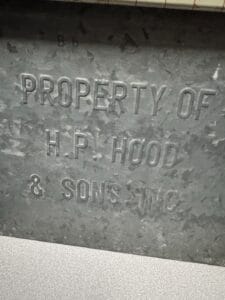 PROPERTY OF
H.P. HOOD
& SONS INC.